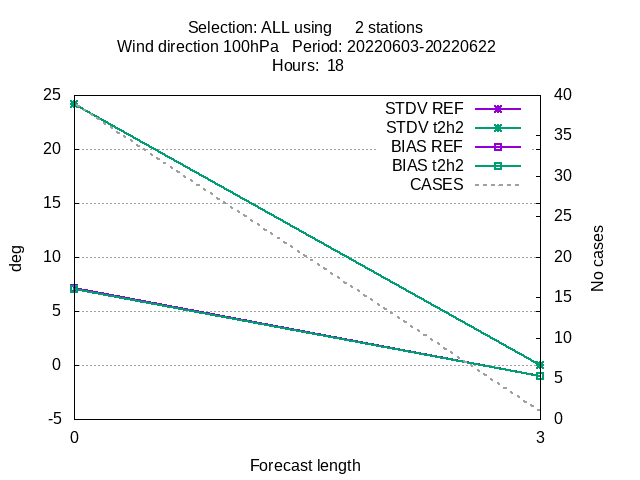 Selection: ALL using     2 stations
Wind direction 100hPa   Period: 20220603-20220622
Hours:  18
25
20
15
10
5
0
-5
40
35
30
25
20
15
10
5
0
STDV REF
STDV t2h2
BIAS REF
BIAS t2h2
CASES
deg
No cases
0
3
Forecast length